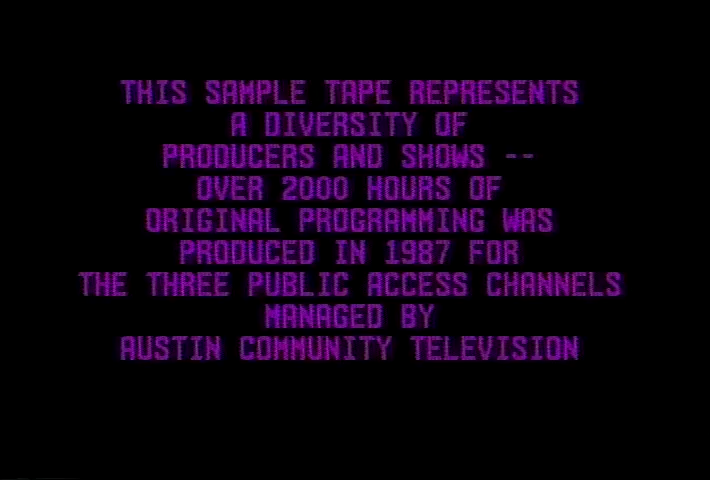 THIS SAMPLE TAPE REPRESENTS
A DIVERSITY OF
PRODUCERS AND SHOWS --
OVER 2000 HOURS OF
ORIGINAL PROGRAMMING WAS
PRODUCED IN 1987 FOR
THE THREE PUBLIC ACCESS CHANNELS
MANAGED BY
AUSTIN COMMUNITY TELEVISION